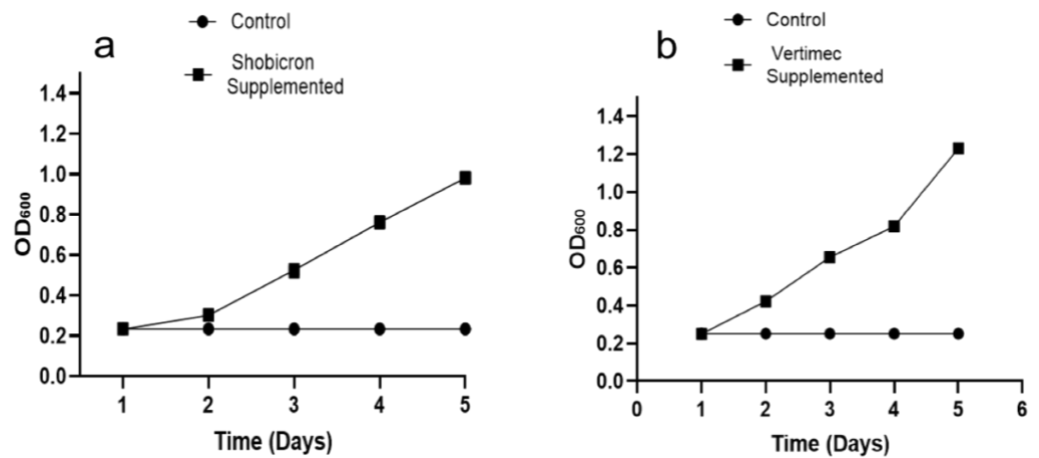 a
Control
Shobicron
Supplemented
1.4
1.2
1.0
0.8
0.6
0.4
0.2
0.0
OD600
1 2 3 4 5
Time (Days)
b
Control
Vertimec
Supplemented
1.4
1.2
1.0
0.8
0.6
0.4
0.2
0.0
OD600
0 1 2 3 4 5 6
Time (Days)